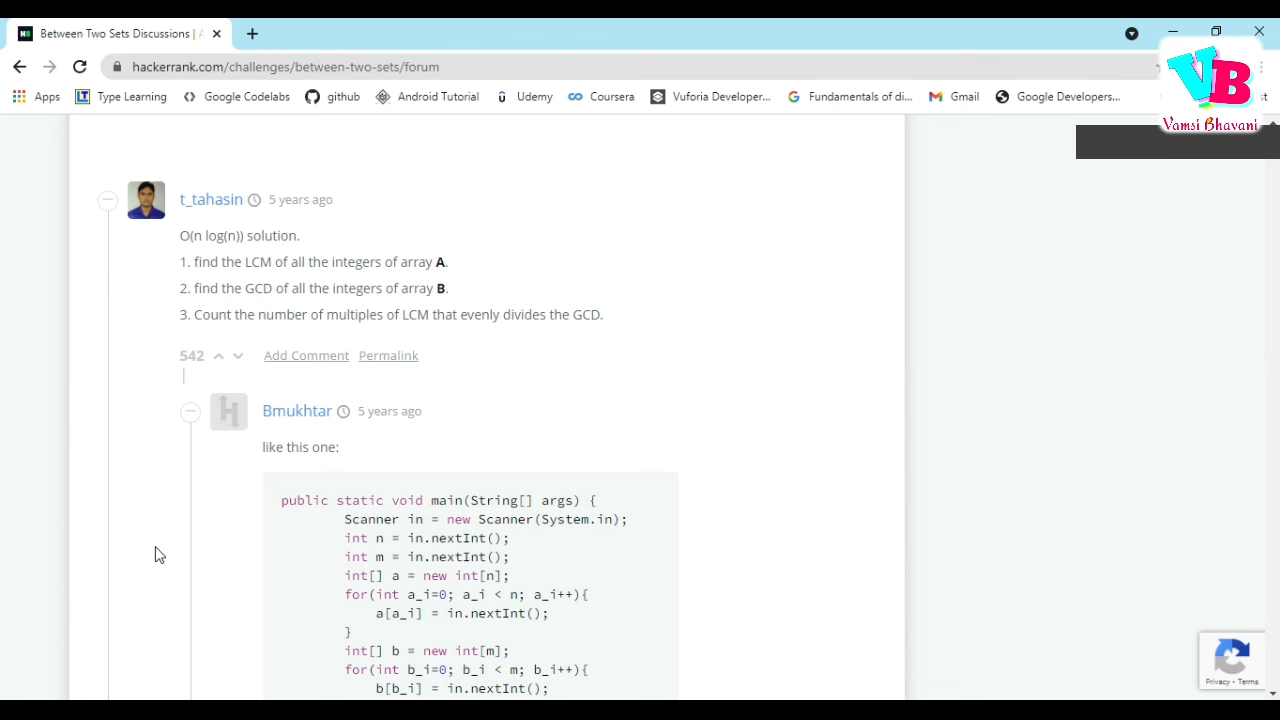 Between Two Sets Discussions |
hackerrank.com/challenges/between-two-sets/forum
Apps Type Learning Google Codelabs github Android Tutorial Udemy Coursera Vuforia Developer... Fundamentals of di... Gmail Google Developers...
VB
Vamsi Bhavani
t_tahasin 5 years ago
O(n log(n)) solution.
1. find the LCM of all the integers of array A.
2. find the GCD of all the integers of array B.
3. Count the number of multiples of LCM that evenly divides the GCD.
542 Add Comment Permalink
|
Bmukhtar 5 years ago
like this one:
public static void main(String[] args) {
Scanner in = new Scanner(System.in);
int n = in.nextInt();
int m = in.nextInt();
int[] a = new int[n];
for(int a_i=0; a_i < n; a_i++){
a[a_i] = in.nextInt();
}
int[] b = new int[m];
for(int b_i=0; b_i < m; b_i++){
b[b_i] = in.nextInt();
Privacy - Terms